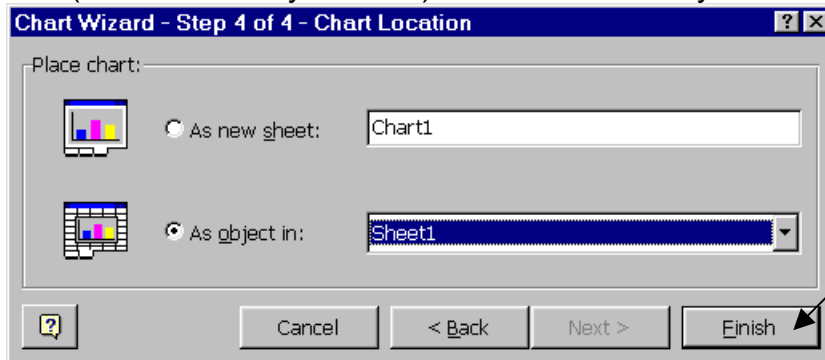 Chart Wizard - Step 4 of 4 - Chart Location
Place chart:
As new sheet:
Chart1
As object in:
Sheet1
Cancel
< Back
Next >
Finish